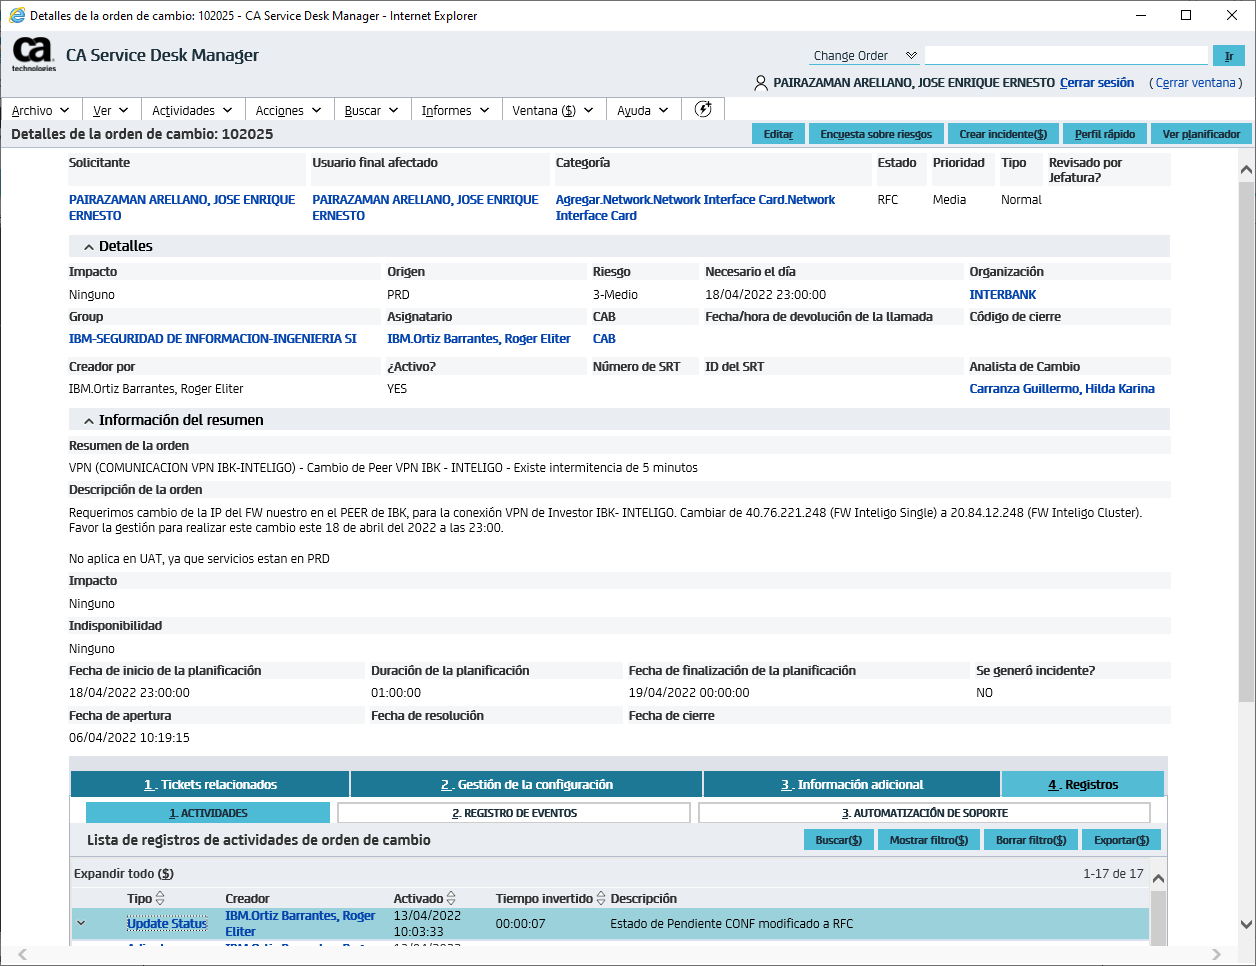 Detalles de la orden de cambio: 102025 - CA Service Desk Manager - Internet Explorer
ca
technologies
CA Service Desk Manager
Change Order
Ir
PAIRAZAMAN ARELLANO, JOSE ENRIQUE ERNESTO Cerrar sesión (Cerrar ventana)
Archivo Ver Actividades Acciones Buscar Informes Ventana ($) Ayuda
Detalles de la orden de cambio: 102025
Editar Encuesta sobre riesgos Crear incidente($) Perfil rápido Ver planificador
Solicitante Usuario final afectado Categoría Estado Prioridad Tipo Revisado por Jefatura?
PAIRAZAMAN ARELLANO, JOSE ENRIQUE ERNESTO PAIRAZAMAN ARELLANO, JOSE ENRIQUE ERNESTO Agregar.Network.Network Interface Card.Network Interface Card RFC Media Normal
Detalles
Impacto Origen Riesgo Necesario el día Organización
Ninguno PRD 3-Medio 18/04/2022 23:00:00 INTERBANK
Group Asignatario CAB Fecha/hora de devolución de la llamada Código de cierre
IBM-SEGURIDAD DE INFORMACION-INGENIERIA SI IBM.Ortiz Barrantes, Roger Eliter CAB
Creador por ¿Activo? Número de SRT ID del SRT Analista de Cambio
IBM.Ortiz Barrantes, Roger Eliter YES Carranza Guillermo, Hilda Karina
Información del resumen
Resumen de la orden
VPN (COMUNICACION VPN IBK-INTELIGO) - Cambio de Peer VPN IBK - INTELIGO - Existe intermitencia de 5 minutos
Descripción de la orden
Requerimos cambio de la IP del FW nuestro en el PEER de IBK, para la conexión VPN de Investor IBK- INTELIGO. Cambiar de 40.76.221.248 (FW Inteligo Single) a 20.84.12.248 (FW Inteligo Cluster).
Favor la gestión para realizar este cambio este 18 de abril del 2022 a las 23:00.
No aplica en UAT, ya que servicios estan en PRD
Impacto
Ninguno
Indisponibilidad
Ninguno
Fecha de inicio de la planificación Duración de la planificación Fecha de finalización de la planificación Se generó incidente?
18/04/2022 23:00:00 01:00:00 19/04/2022 00:00:00 NO
Fecha de apertura Fecha de resolución Fecha de cierre
06/04/2022 10:19:15
1. Tickets relacionados 2. Gestión de la configuración 3. Información adicional 4. Registros
1. ACTIVIDADES 2. REGISTRO DE EVENTOS 3. AUTOMATIZACIÓN DE SOPORTE
Lista de registros de actividades de orden de cambio
Buscar($) Mostrar filtro($) Borrar filtro($) Exportar($)
Expandir todo ($) 1-17 de 17
Tipo Creador Activado Tiempo invertido Descripción
Update Status IBM.Ortiz Barrantes, Roger Eliter 13/04/2022 10:03:33 00:00:07 Estado de Pendiente CONF modificado a RFC